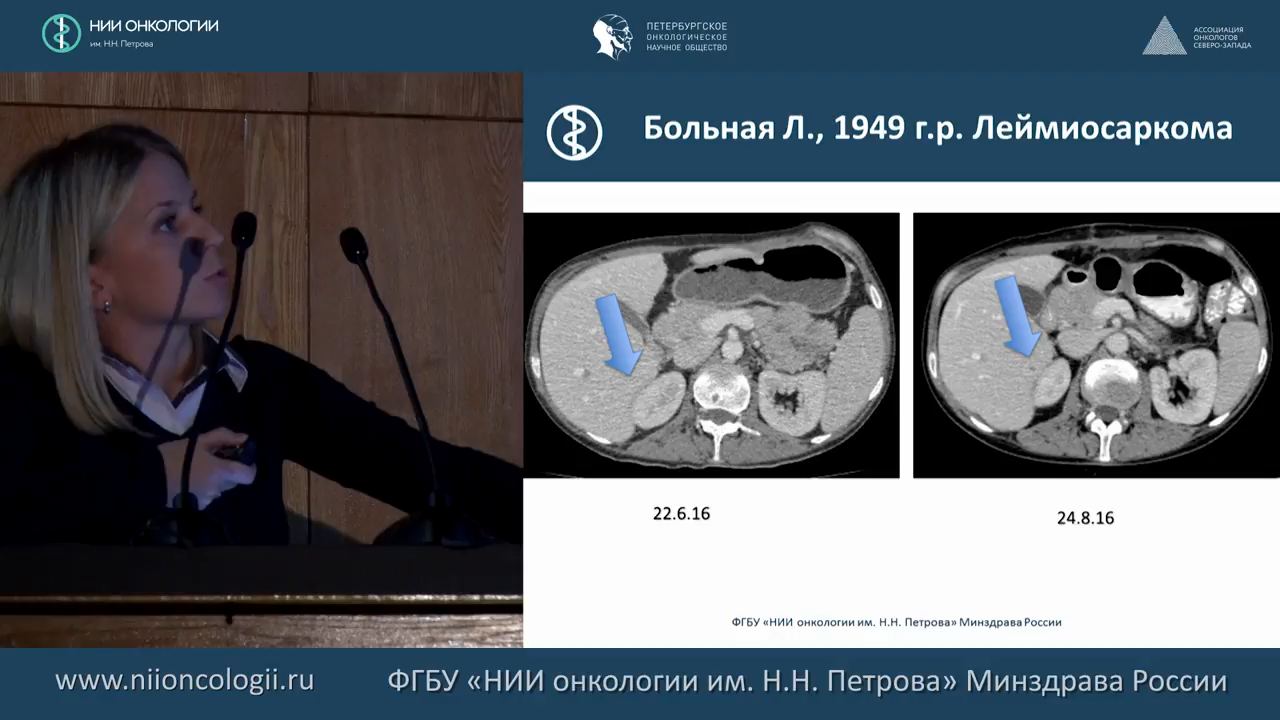 НИИ ОНКОЛОГИИ
им. Н.Н. Петрова
ПЕТЕРБУРГСКОЕ
ОНКОЛОГИЧЕСКОЕ
НАУЧНОЕ ОБЩЕСТВО
АССОЦИАЦИЯ
ОНКОЛОГОВ
СЕВЕРО-ЗАПАДА
Больная Л., 1949 г.р. Леймиосаркома
22.6.16
24.8.16
ФГБУ «НИИ онкологии им. Н.Н. Петрова» Минздрава России
www.niioncologii.ru
ФГБУ «НИИ онкологии им. Н.Н. Петрова» Минздрава России